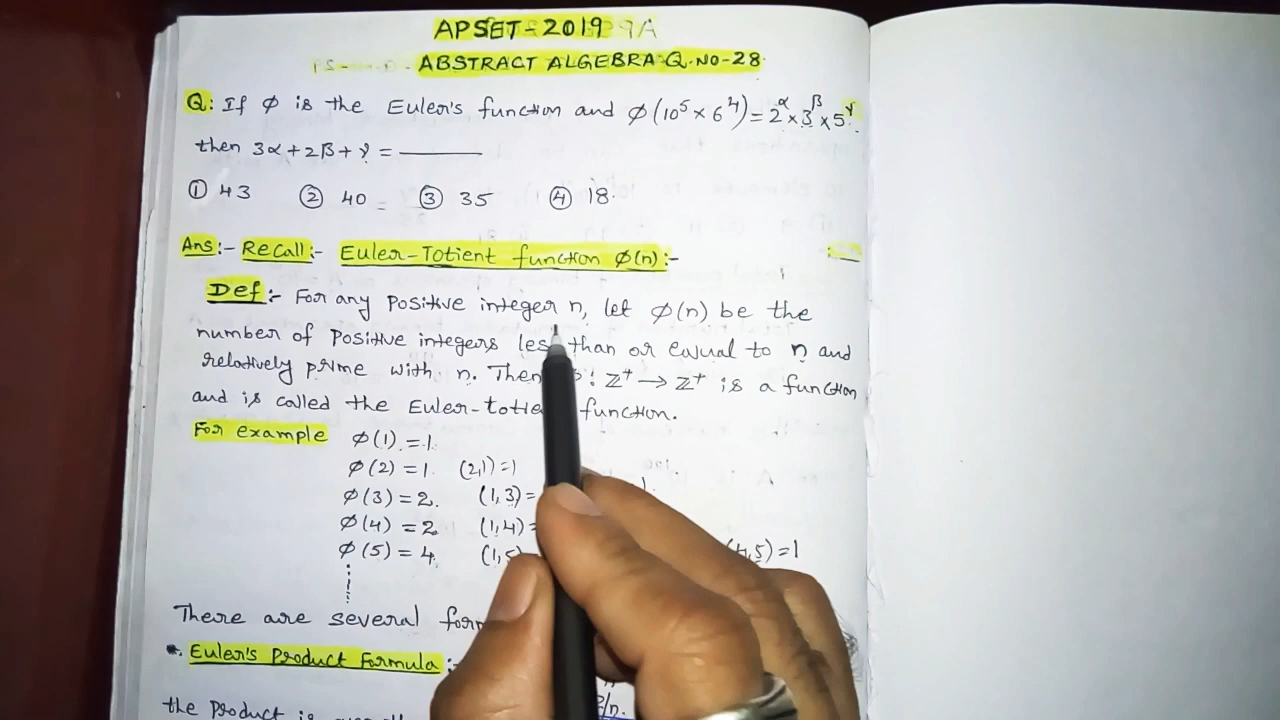 APSET-2019
ABSTRACT ALGEBRA Q.NO-28
Q: If ϕ is the Euler's function and ϕ(10⁵ × 6⁴) = 2^α × 3^β × 5^γ
then 3α+2β+γ = ______
① 43 ② 40 ③ 35 ④ 18.
Ans:- Recall:- Euler-Totient function ϕ(n):-
Def:- For any positive integer n, let ϕ(n) be the
number of positive integers less than or equal to n and
relatively prime with n. Then : Z⁺ → Z⁺ is a function
and is called the Euler- function.
For example ϕ(1) = 1.
ϕ(2) = 1. (2,1) = 1
ϕ(3) = 2. (1,3) =
ϕ(4) = 2 (1,4) =
ϕ(5) = 4. (1,5) ,5) = 1
There are several
Euler's Product Formula:-
the product is